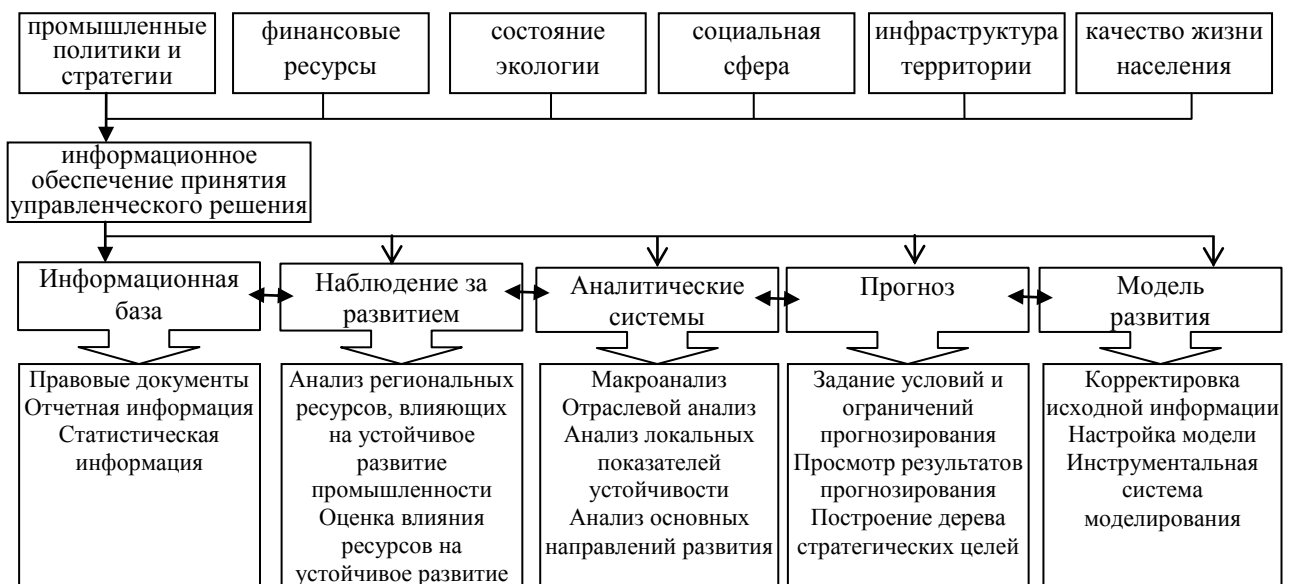 промышленные
политики и
стратегии
финансовые
ресурсы
состояние
экологии
социальная
сфера
инфраструктура
территории
качество жизни
населения
информационное
обеспечение принятия
управленческого решения
Информационная
база
Наблюдение за
развитием
Аналитические
системы
Прогноз
Модель
развития
Правовые документы
Отчетная информация
Статистическая
информация
Анализ региональных
ресурсов, влияющих
на устойчивое
развитие
промышленности
Оценка влияния
ресурсов на
устойчивое развитие
Макроанализ
Отраслевой анализ
Анализ локальных
показателей
устойчивости
Анализ основных
направлений развития
Задание условий и
ограничений
прогнозирования
Просмотр результатов
прогнозирования
Построение дерева
стратегических целей
Корректировка
исходной информации
Настройка модели
Инструментальная
система
моделирования